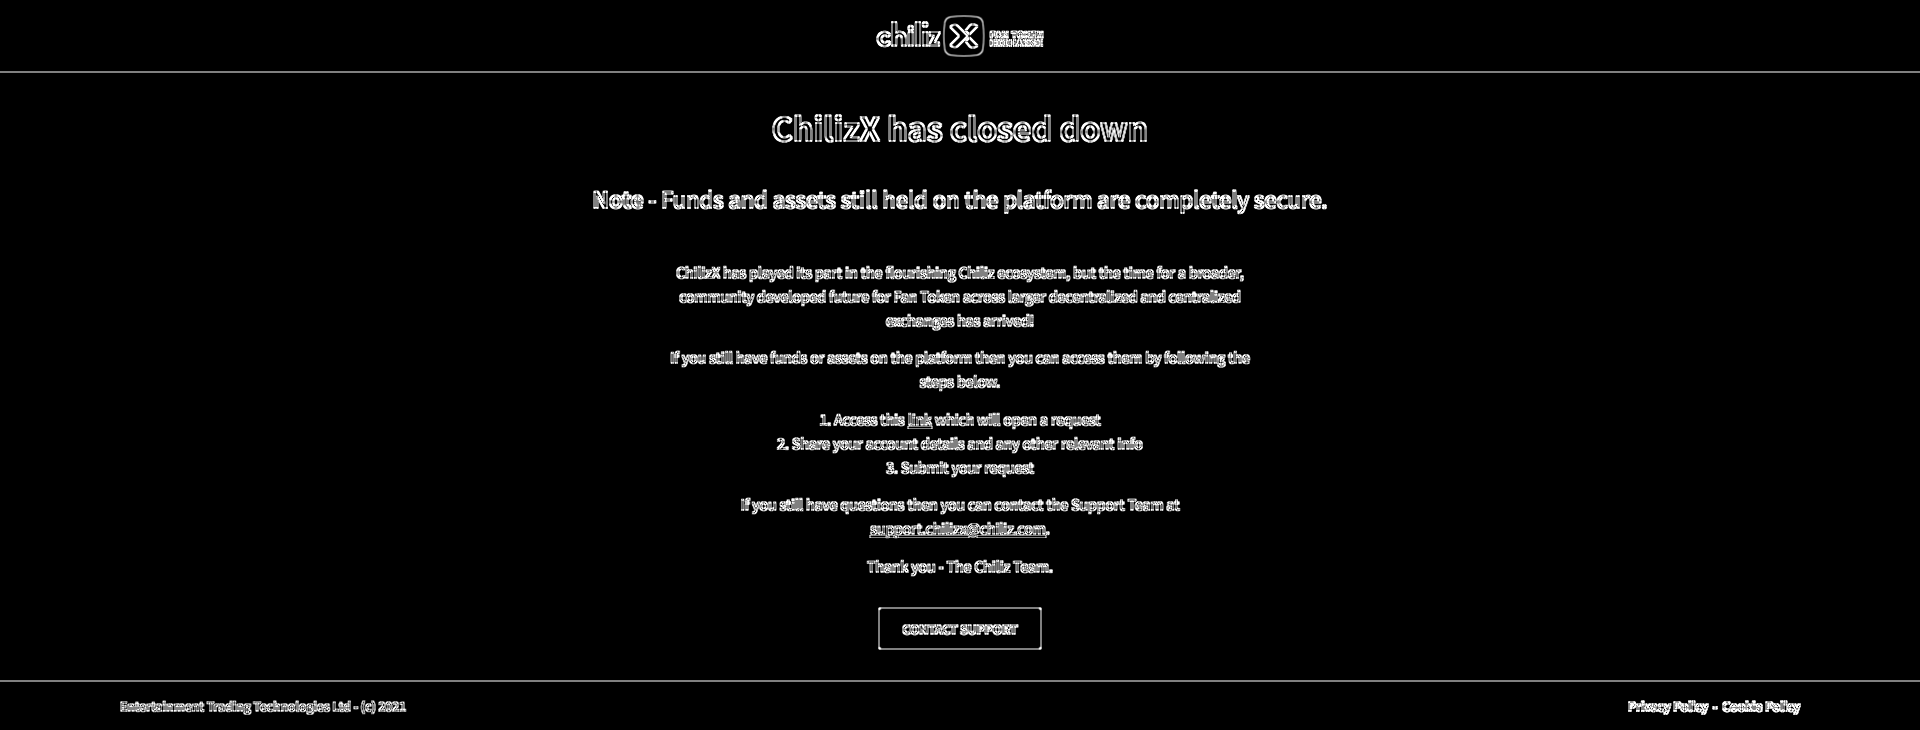 chiliz X
ChilizX has closed down
Note - Funds and assets still held on the platform are completely secure.
ChilizX has played its part in the flourishing Chiliz ecosystem, but the time for a broader,
community developed future for Fan Token across larger decentralized and centralized
exchanges has arrived!
If you still have funds or assets on the platform then you can access them by following the
steps below.
1. Access this link which will open a request
2. Share your account details and any other relevant info
3. Submit your request
If you still have questions then you can contact the Support Team at
support.chilizx@chiliz.com.
Thank you - The Chiliz Team.
CONTACT SUPPORT
Entertainment Trading Technologies Ltd - (c) 2021
Privacy Policy - Cookie Policy